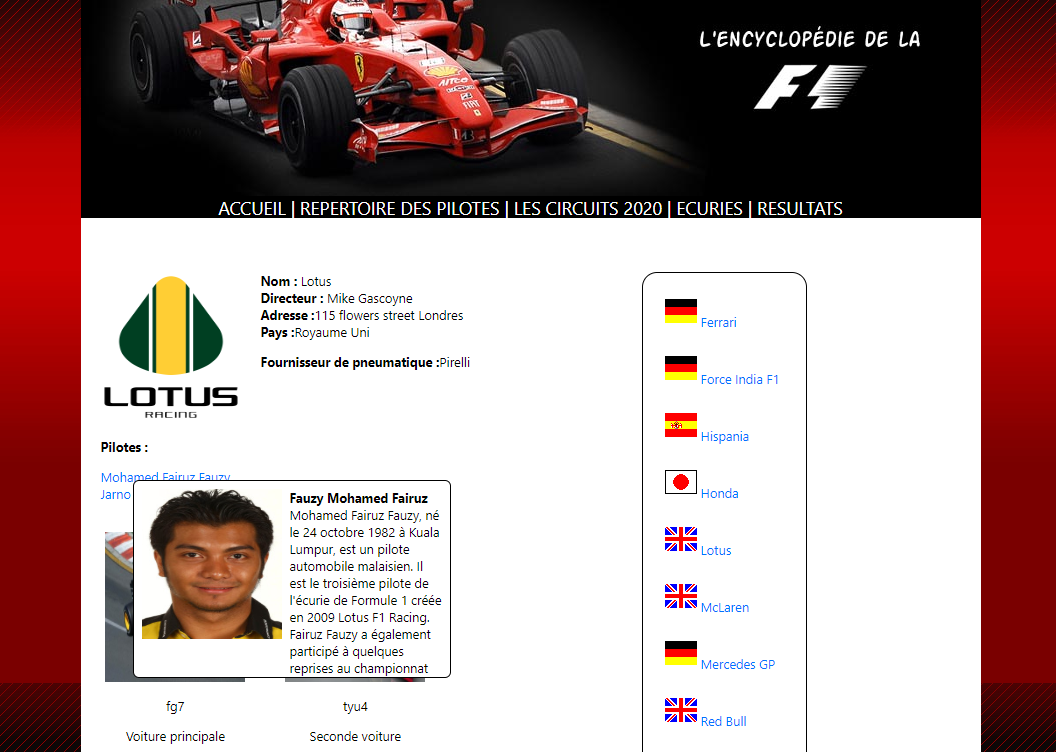 L'ENCYCLOPÉDIE DE LA
F1
ACCUEIL | REPERTOIRE DES PILOTES | LES CIRCUITS 2020 | ECURIES | RESULTATS
LOTUS
RACING
Nom : Lotus
Directeur : Mike Gascoyne
Adresse :115 flowers street Londres
Pays :Royaume Uni
Fournisseur de pneumatique :Pirelli
Pilotes :
Mohamed Fairuz Fauzy
Jarno
Fauzy Mohamed Fairuz
Mohamed Fairuz Fauzy, né
le 24 octobre 1982 à Kuala
Lumpur, est un pilote
automobile malaisien. Il
est le troisième pilote de
l'écurie de Formule 1 créée
en 2009 Lotus F1 Racing.
Fairuz Fauzy a également
participé à quelques
reprises au championnat
fg7
tyu4
Voiture principale
Seconde voiture
Ferrari
Force India F1
Hispania
Honda
Lotus
McLaren
Mercedes GP
Red Bull